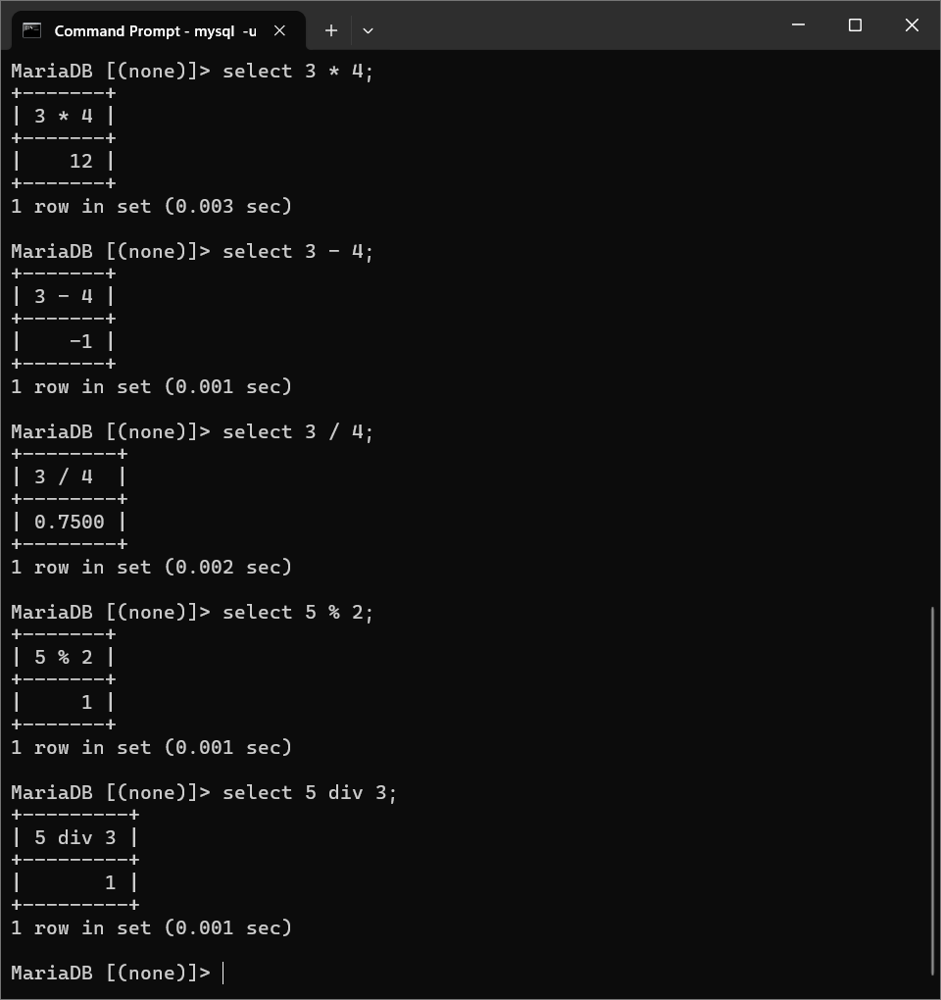 Command Prompt - mysql  -u
MariaDB [(none)]> select 3 * 4;
+-------+
| 3 * 4 |
+-------+
|    12 |
+-------+
1 row in set (0.003 sec)

MariaDB [(none)]> select 3 - 4;
+-------+
| 3 - 4 |
+-------+
|    -1 |
+-------+
1 row in set (0.001 sec)

MariaDB [(none)]> select 3 / 4;
+--------+
| 3 / 4  |
+--------+
| 0.7500 |
+--------+
1 row in set (0.002 sec)

MariaDB [(none)]> select 5 % 2;
+-------+
| 5 % 2 |
+-------+
|     1 |
+-------+
1 row in set (0.001 sec)

MariaDB [(none)]> select 5 div 3;
+---------+
| 5 div 3 |
+---------+
|       1 |
+---------+
1 row in set (0.001 sec)

MariaDB [(none)]>